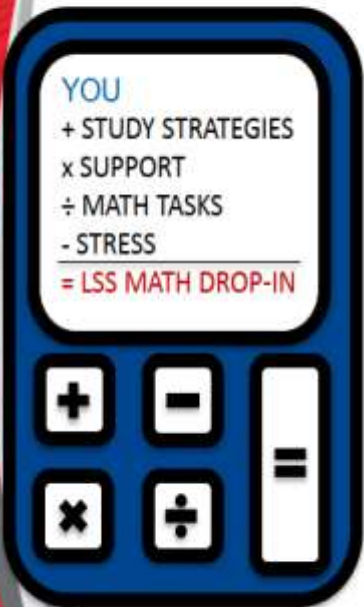 YOU
+ STUDY STRATEGIES
x SUPPORT
÷ MATH TASKS
- STRESS
= LSS MATH DROP-IN
+ -
=
× ÷